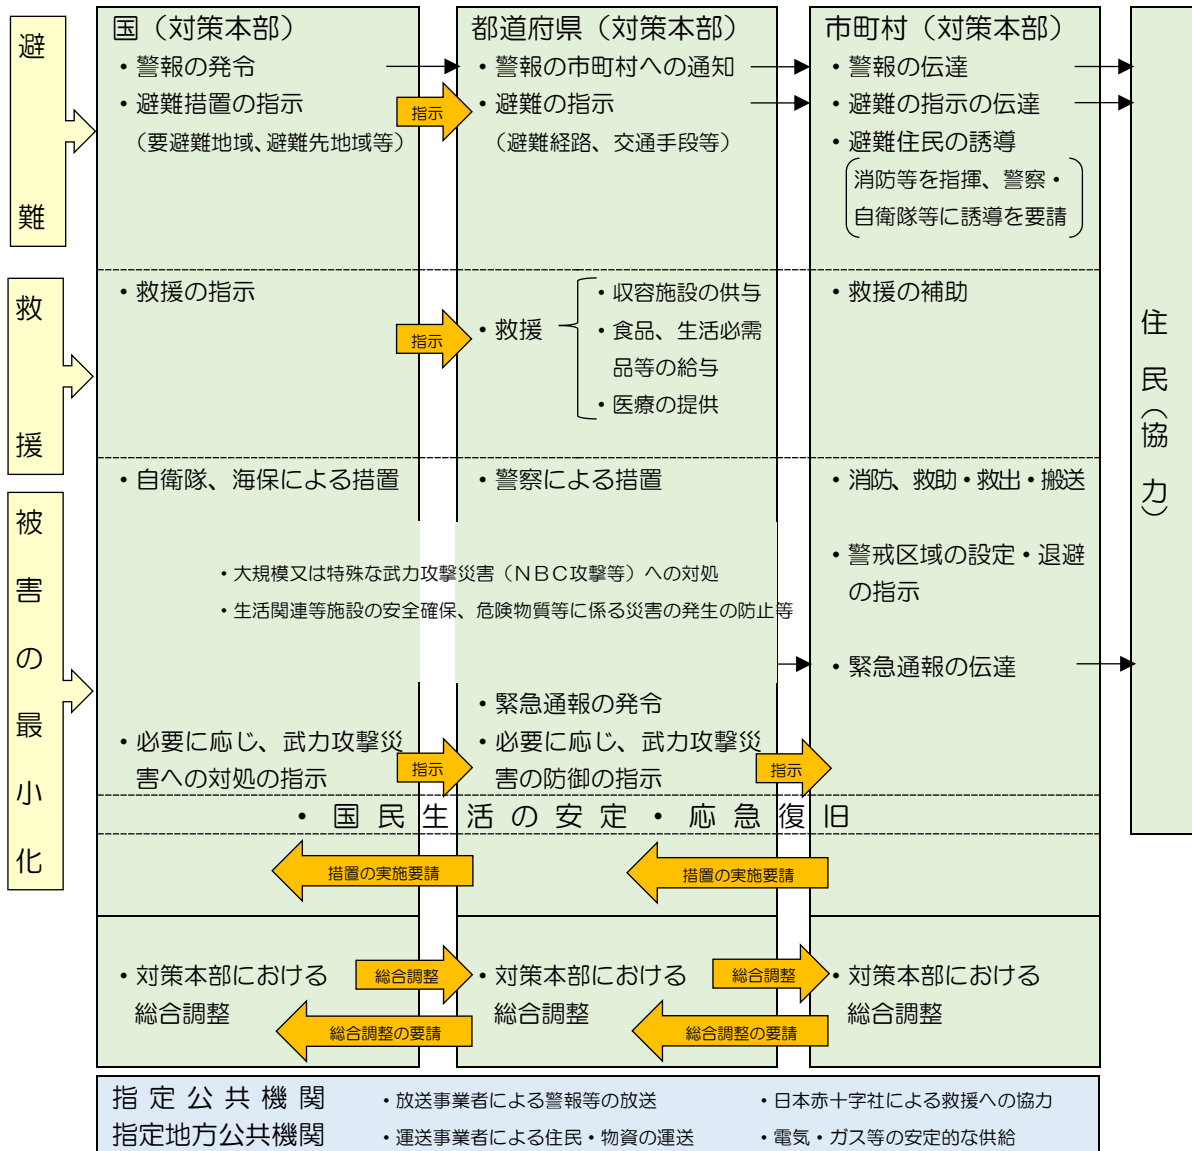 避難
国（対策本部）
・警報の発令
・避難措置の指示
（要避難地域、避難先地域等）
指示
都道府県（対策本部）
・警報の市町村への通知
・避難の指示
（避難経路、交通手段等）
市町村（対策本部）
・警報の伝達
・避難の指示の伝達
・避難住民の誘導
消防等を指揮、警察・
自衛隊等に誘導を要請
住民（協力）
救援
・救援の指示
指示
・救援
・収容施設の供与
・食品、生活必需
品等の給与
・医療の提供
・救援の補助
被害の最小化
・自衛隊、海保による措置
・警察による措置
・消防、救助・救出・搬送
・大規模又は特殊な武力攻撃災害（ＮＢＣ攻撃等）への対処
・生活関連等施設の安全確保、危険物質等に係る災害の発生の防止等
・警戒区域の設定・退避
の指示
・緊急通報の伝達
・緊急通報の発令
・必要に応じ、武力攻撃災
害への対処の指示
指示
・必要に応じ、武力攻撃災
害の防御の指示
指示
・国民生活の安定・応急復旧
措置の実施要請
措置の実施要請
・対策本部における
総合調整
総合調整
総合調整の要請
・対策本部における
総合調整
総合調整
総合調整の要請
・対策本部における
総合調整
指定公共機関
指定地方公共機関
・放送事業者による警報等の放送
・日本赤十字社による救援への協力
・運送事業者による住民・物資の運送
・電気・ガス等の安定的な供給